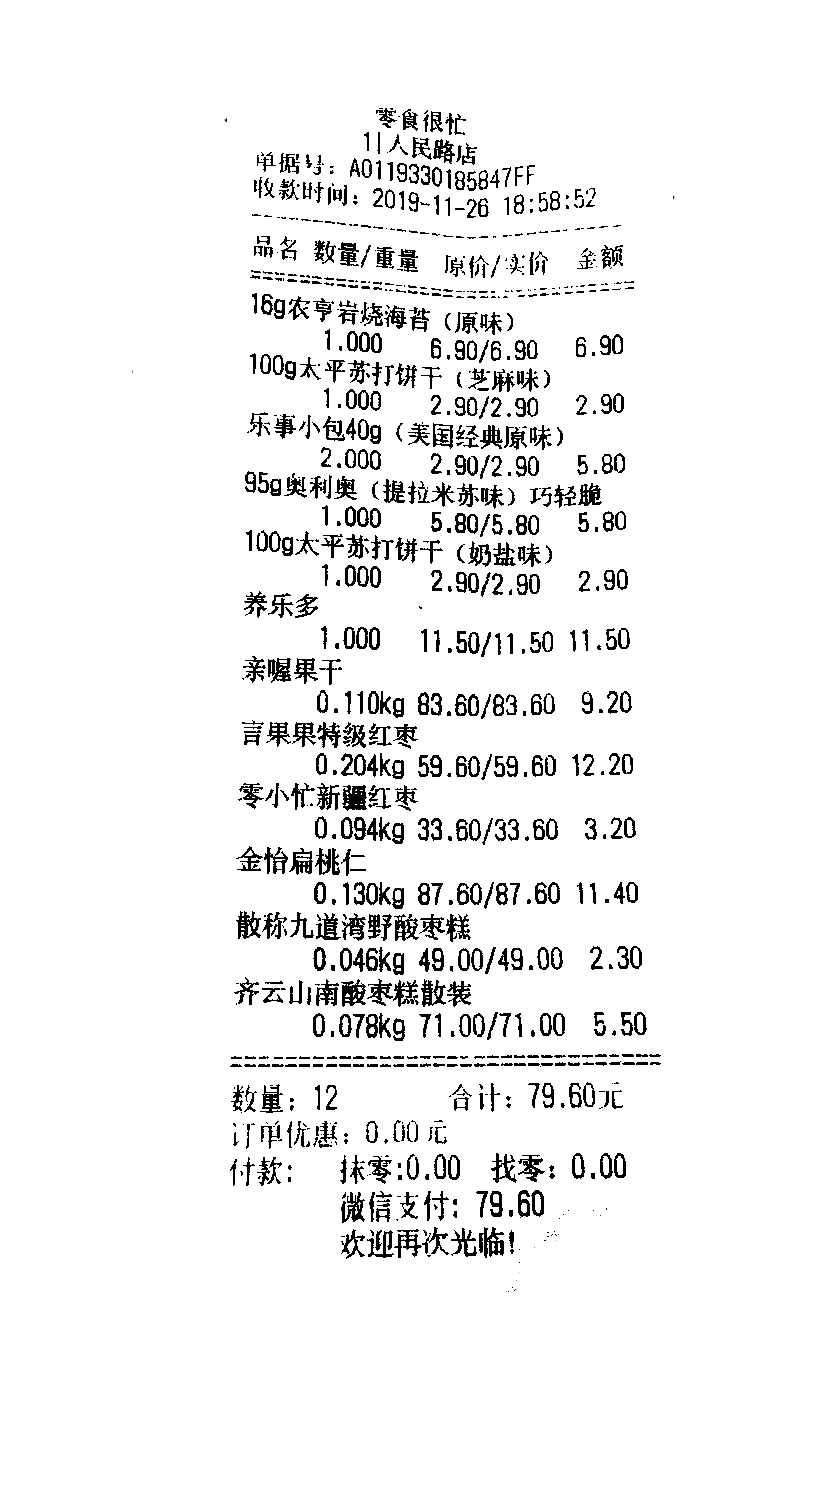 零食很忙
1|人民路店
单据号：A0119330185847FF
收款时间：2019-11-26 18:58:52
品名 数量/重量 原价/实价 金额
16g农亨岩烧海苔（原味）
1.000 6.90/6.90 6.90
100g太平苏打饼干（芝麻味）
1.000 2.90/2.90 2.90
乐事小包40g（美国经典原味）
2.000 2.90/2.90 5.80
95g奥利奥（提拉米苏味）巧轻脆
1.000 5.80/5.80 5.80
100g太平苏打饼干（奶盐味）
1.000 2.90/2.90 2.90
养乐多
1.000 11.50/11.50 11.50
亲喔果干
0.110kg 83.60/83.60 9.20
言果果特级红枣
0.204kg 59.60/59.60 12.20
零小忙新疆红枣
0.094kg 33.60/33.60 3.20
金怡扁桃仁
0.130kg 87.60/87.60 11.40
散称九道湾野酸枣糕
0.046kg 49.00/49.00 2.30
齐云山南酸枣糕散装
0.078kg 71.00/71.00 5.50
数量：12 合计：79.60元
订单优惠：0.00元
付款： 抹零:0.00 找零：0.00
微信支付：79.60
欢迎再次光临!